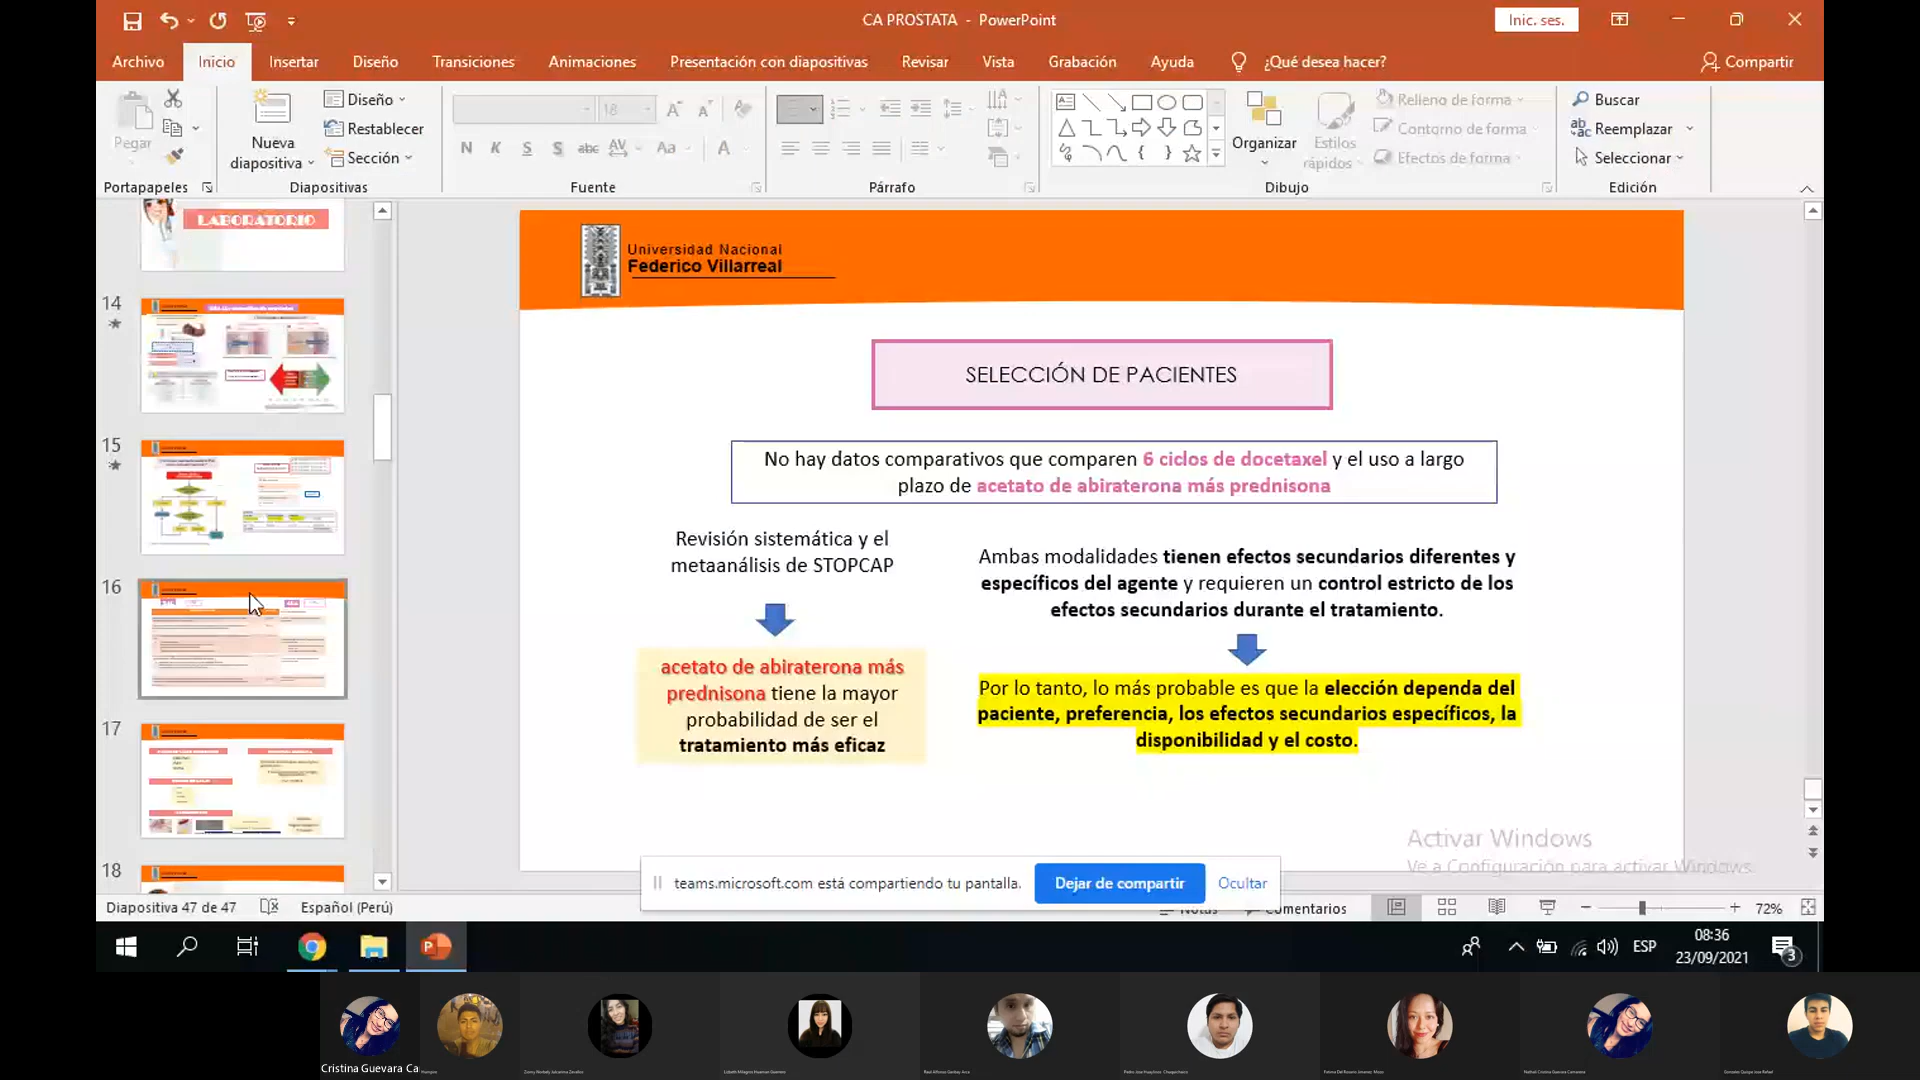 CA PROSTATA - PowerPoint
Inic. ses.
Archivo
Inicio
Insertar
Diseño
Transiciones
Animaciones
Presentación con diapositivas
Revisar
Vista
Grabación
Ayuda
¿Qué desea hacer?
Compartir
Pegar
Nueva
diapositiva
Diseño
Restablecer
Sección
18
N K S S abc AV Aa A
Organizar
Estilos
rápidos
Relleno de forma
Contorno de forma
Efectos de forma
Buscar
Reemplazar
Seleccionar
Portapapeles
Diapositivas
Fuente
Párrafo
Dibujo
Edición
LABORATORIO
14
15
16
17
18
Universidad Nacional
Federico Villarreal
SELECCIÓN DE PACIENTES
No hay datos comparativos que comparen 6 ciclos de docetaxel y el uso a largo
plazo de acetato de abiraterona más prednisona
Revisión sistemática y el
metaanálisis de STOPCAP
acetato de abiraterona más
prednisona tiene la mayor
probabilidad de ser el
tratamiento más eficaz
Ambas modalidades tienen efectos secundarios diferentes y
específicos del agente y requieren un control estricto de los
efectos secundarios durante el tratamiento.
Por lo tanto, lo más probable es que la elección dependa del
paciente, preferencia, los efectos secundarios específicos, la
disponibilidad y el costo.
Activar Windows
Ve a Configuración para activar Windows.
teams.microsoft.com está compartiendo tu pantalla.
Dejar de compartir
Ocultar
Diapositiva 47 de 47
Español (Perú)
Notas
Comentarios
72%
ESP
08:36
23/09/2021
3
Cristina Guevara Ca